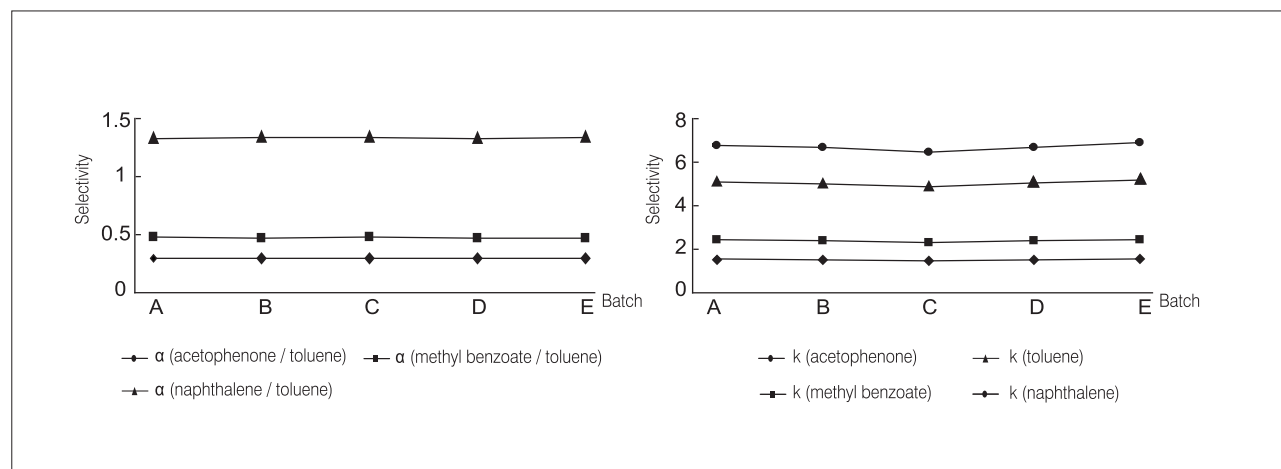 1.5
1
0.5
0
Selectivity
A B C D E Batch
α (acetophenone / toluene) α (methyl benzoate / toluene)
α (naphthalene / toluene)
8
6
4
2
0
Selectivity
A B C D E Batch
k (acetophenone) k (toluene)
k (methyl benzoate) k (naphthalene)